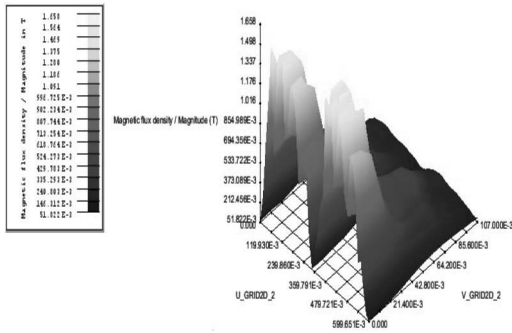 Magnetic flux density / Magnitude in T
1.658
1.564
1.469
1.375
1.280
1.186
1.091
996.725E-3
902.234E-3
807.744E-3
713.254E-3
618.764E-3
524.273E-3
429.783E-3
335.293E-3
240.803E-3
146.312E-3
51.822E-3
Magnetic flux density / Magnitude (T)
1.658
1.498
1.337
1.176
1.016
854.989E-3
694.356E-3
533.722E-3
373.089E-3
212.456E-3
51.822E-3
0.000
119.930E-3
239.860E-3
359.791E-3
479.721E-3
599.651E-3
U_GRID2D_2
107.000E-3
85.600E-3
64.200E-3
42.800E-3
21.400E-3
0.000
V_GRID2D_2